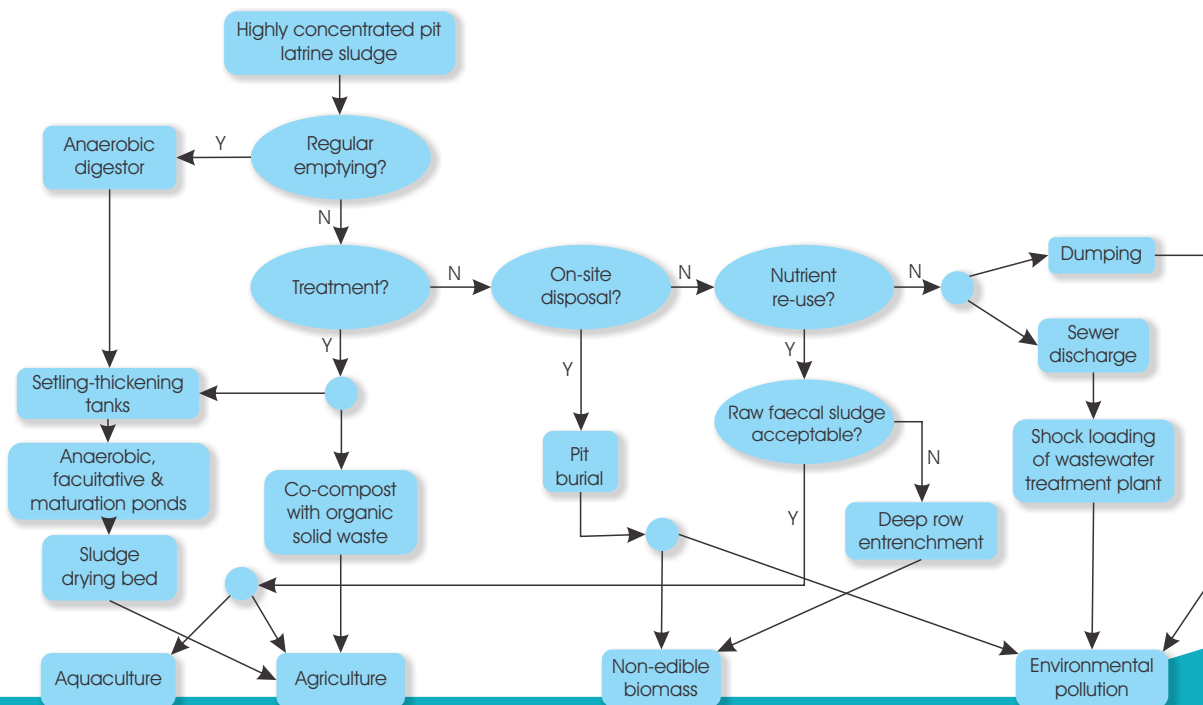 Highly concentrated pit
latrine sludge
Anaerobic
digestor
Y
Regular
emptying?
N
Treatment?
N
On-site
disposal?
N
Nutrient
re-use?
N
Dumping
Sewer
discharge
Y
Y
Y
Setling-thickening
tanks
Raw faecal sludge
acceptable?
N
Shock loading
of wastewater
treatment plant
Anaerobic,
facuitative &
maturation ponds
Pit
burial
Co-compost
with organic
solid waste
Y
Deep row
entrenchment
Sludge
drying bed
Aquaculture
Agriculture
Non-edible
biomass
Environmental
pollution